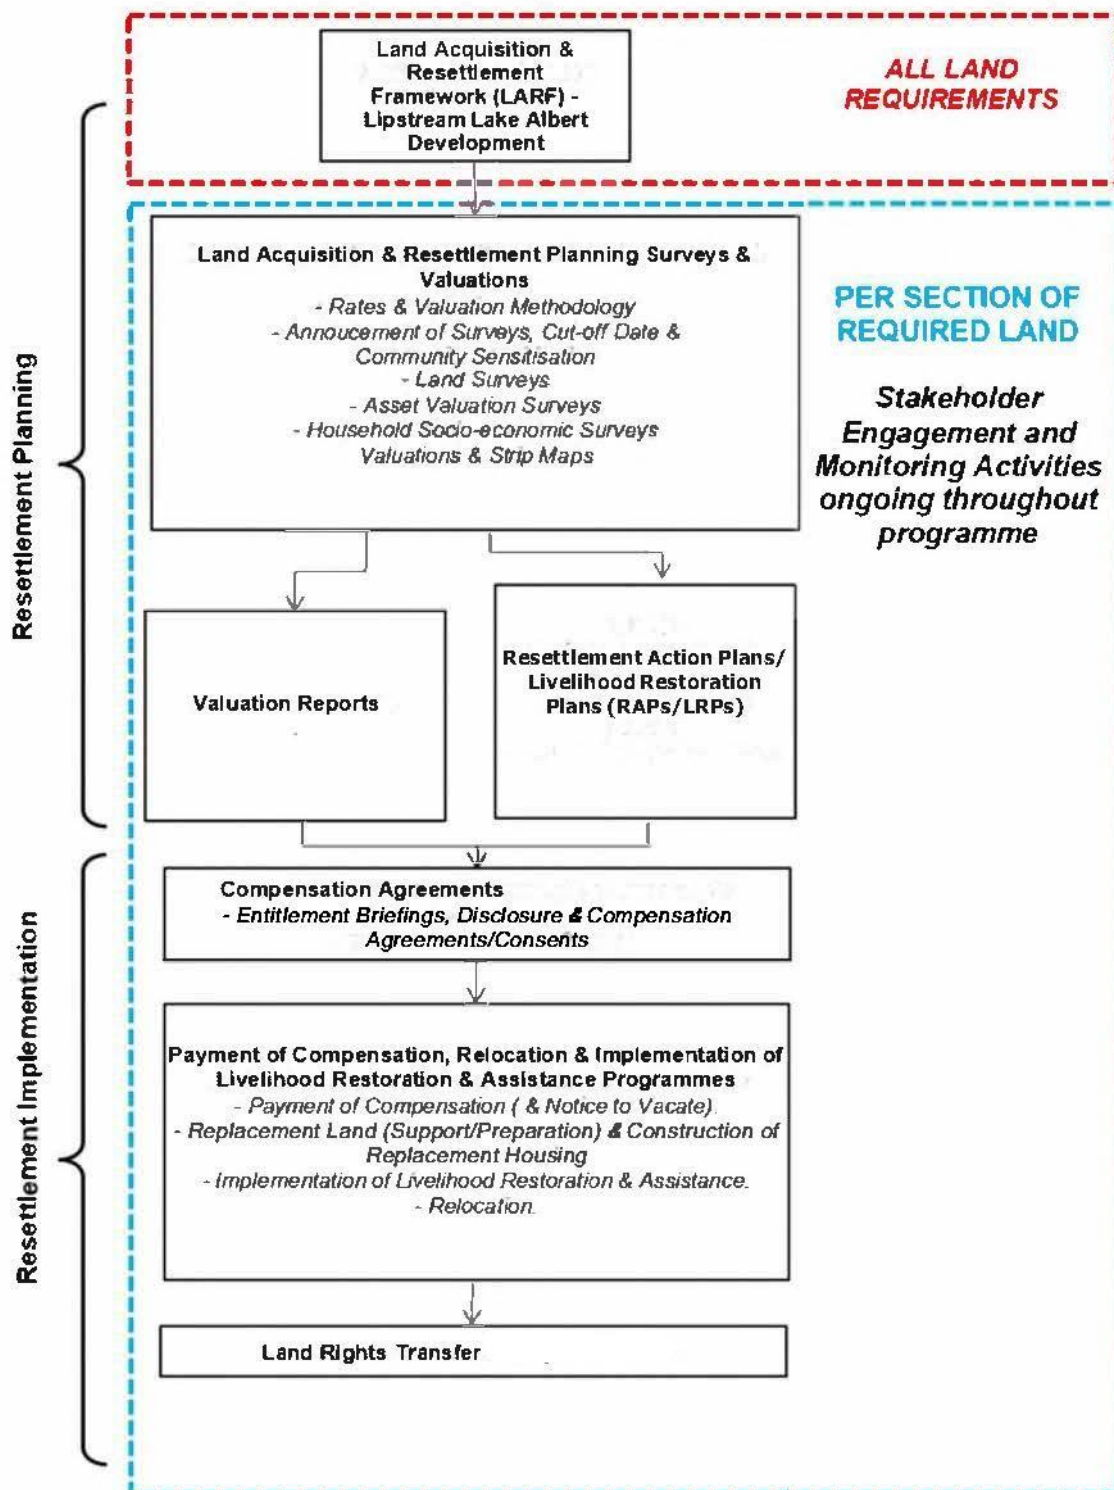 Land Acquisition &
Resettlement
Framework (LARF) -
Lipstream Lake Albert
Development
ALL LAND
REQUIREMENTS
Land Acquisition & Resettlement Planning Surveys &
Valuations
- Rates & Valuation Methodology
- Annoucement of Surveys, Cut-off Date &
Community Sensitisation
- Land Surveys
- Asset Valuation Surveys
- Household Socio-economic Surveys
Valuations & Strip Maps
PER SECTION OF
REQUIRED LAND
Stakeholder
Engagement and
Monitoring Activities
ongoing throughout
programme
Resettlement Planning
Valuation Reports
Resettlement Action Plans/
Livelihood Restoration
Plans (RAPs/LRPs)
Compensation Agreements
- Entitlement Briefings, Disclosure & Compensation
Agreements/Consents
Resettlement Implementation
Payment of Compensation, Relocation & Implementation of
Livelihood Restoration & Assistance Programmes
- Payment of Compensation ( & Notice to Vacate)
- Replacement Land (Support/Preparation) & Construction of
Replacement Housing
- Implementation of Livelihood Restoration & Assistance.
- Relocation.
Land Rights Transfer